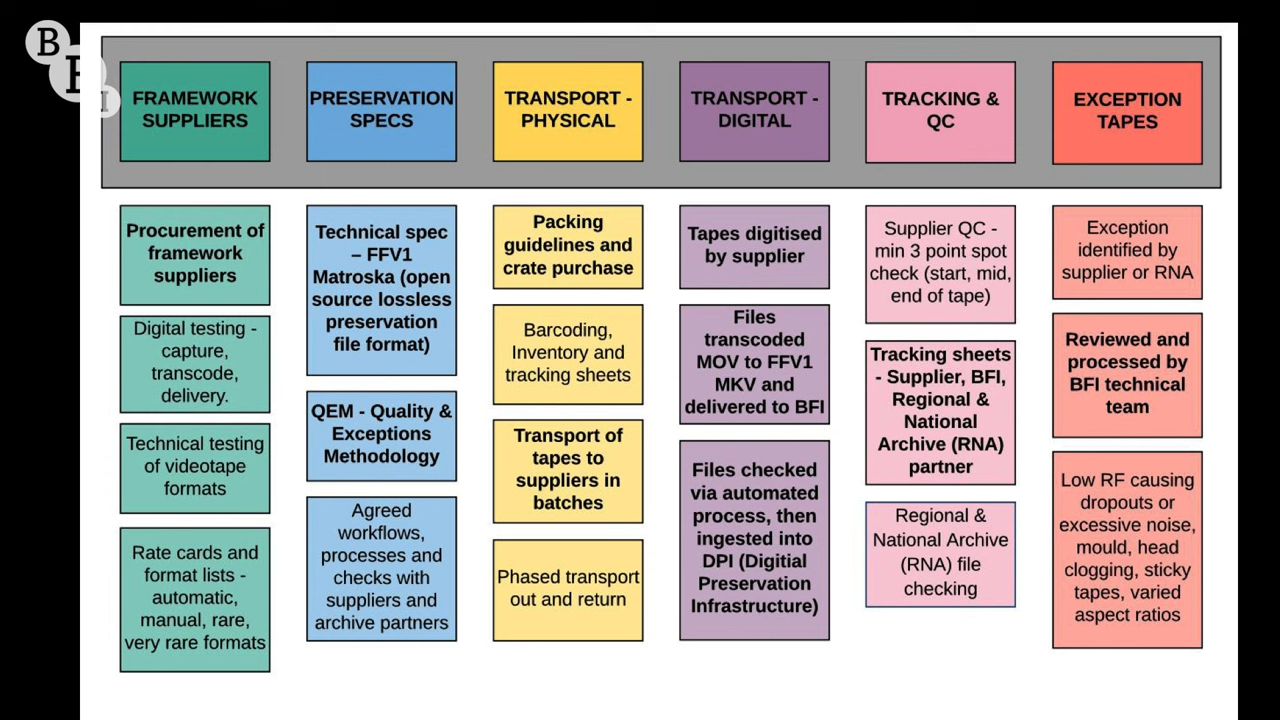 BFI
FRAMEWORK
SUPPLIERS
PRESERVATION
SPECS
TRANSPORT -
PHYSICAL
TRANSPORT -
DIGITAL
TRACKING &
QC
EXCEPTION
TAPES
Procurement of
framework
suppliers
Digital testing -
capture,
transcode,
delivery.
Technical testing
of videotape
formats
Rate cards and
format lists -
automatic,
manual, rare,
very rare formats
Technical spec
– FFV1
Matroska (open
source lossless
preservation
file format)
QEM - Quality &
Exceptions
Methodology
Agreed
workflows,
processes and
checks with
suppliers and
archive partners
Packing
guidelines and
crate purchase
Barcoding,
Inventory and
tracking sheets
Transport of
tapes to
suppliers in
batches
Phased transport
out and return
Tapes digitised
by supplier
Files
transcoded
MOV to FFV1
MKV and
delivered to BFI
Files checked
via automated
process, then
ingested into
DPI (Digitial
Preservation
Infrastructure)
Supplier QC -
min 3 point spot
check (start, mid,
end of tape)
Tracking sheets
- Supplier, BFI,
Regional &
National
Archive (RNA)
partner
Regional &
National Archive
(RNA) file
checking
Exception
identified by
supplier or RNA
Reviewed and
processed by
BFI technical
team
Low RF causing
dropouts or
excessive noise,
mould, head
clogging, sticky
tapes, varied
aspect ratios